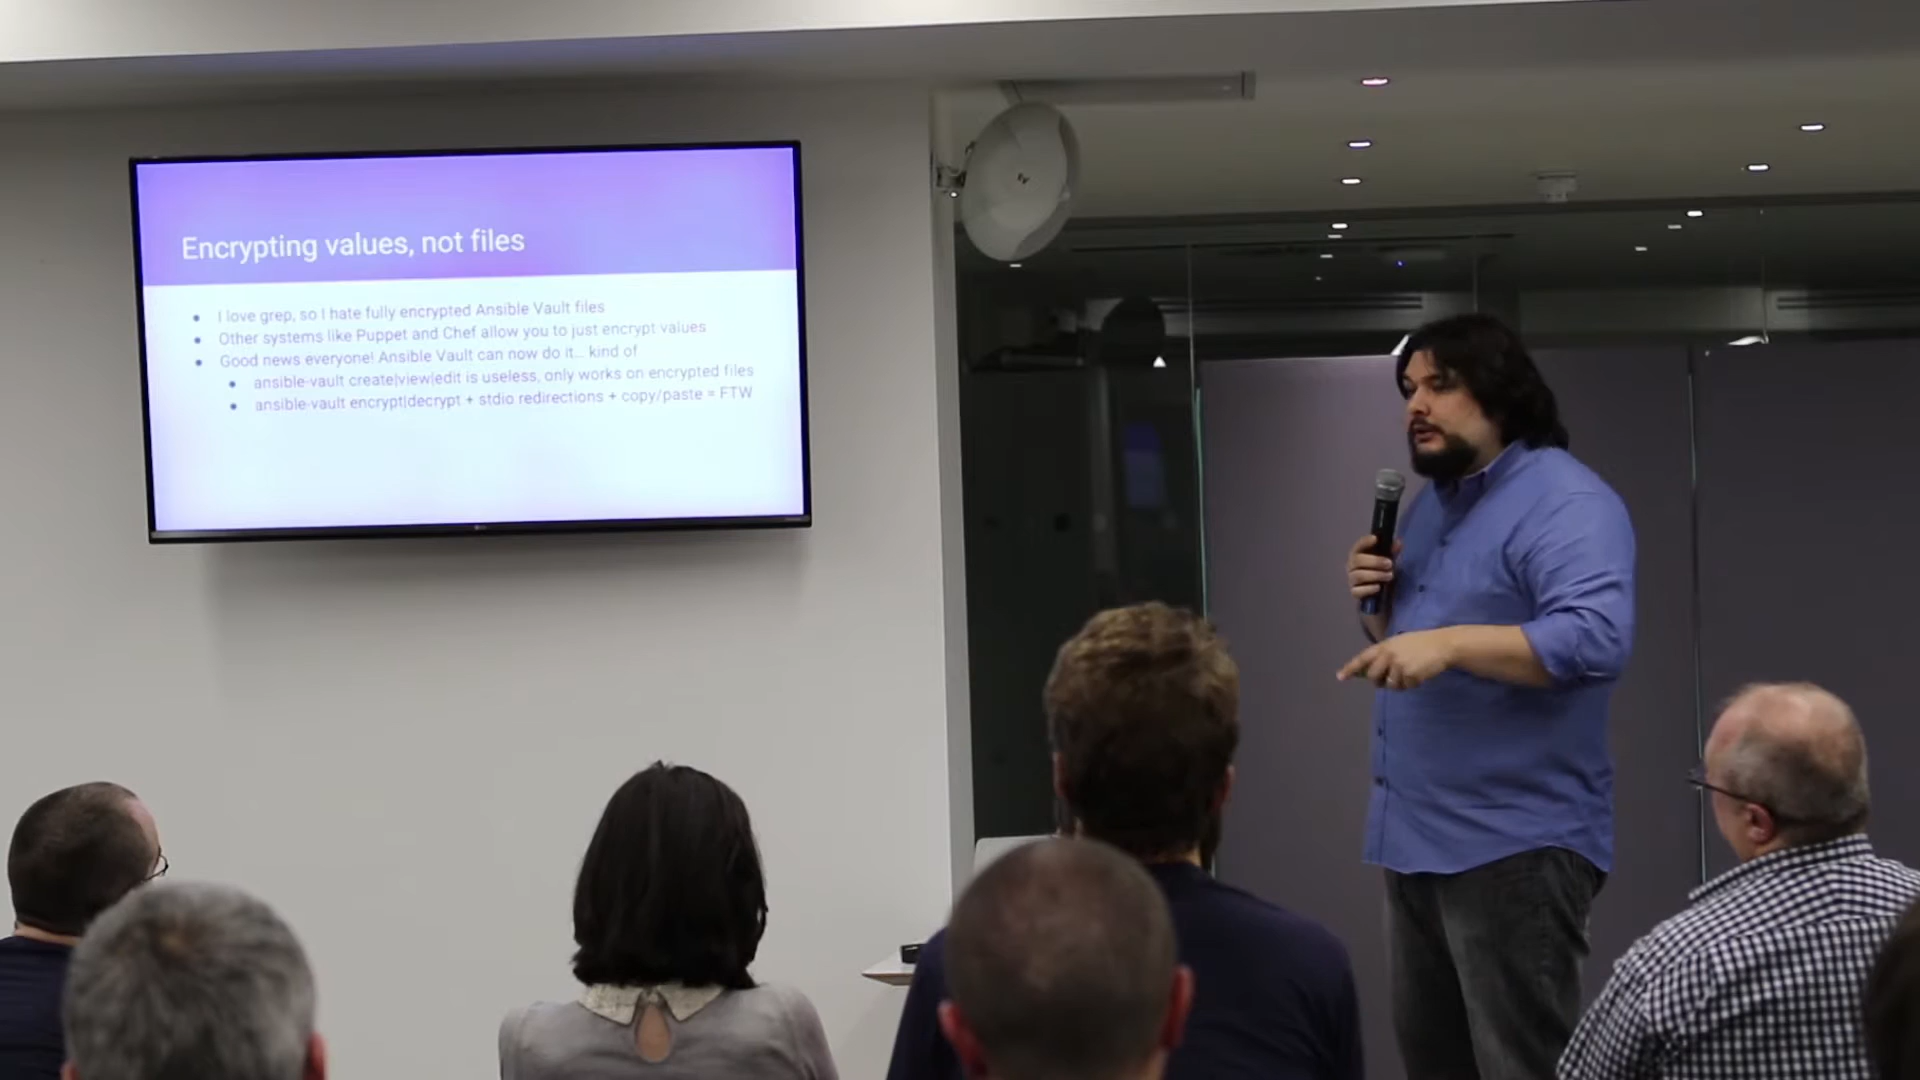 Encrypting values, not files
I love grep, so I hate fully encrypted Ansible Vault files
Other systems like Puppet and Chef allow you to just encrypt values
Good news everyone! Ansible Vault can now do it... kind of
ansible-vault create|view|edit is useless, only works on encrypted files
ansible-vault encrypt|decrypt + stdio redirections + copy/paste = FTW